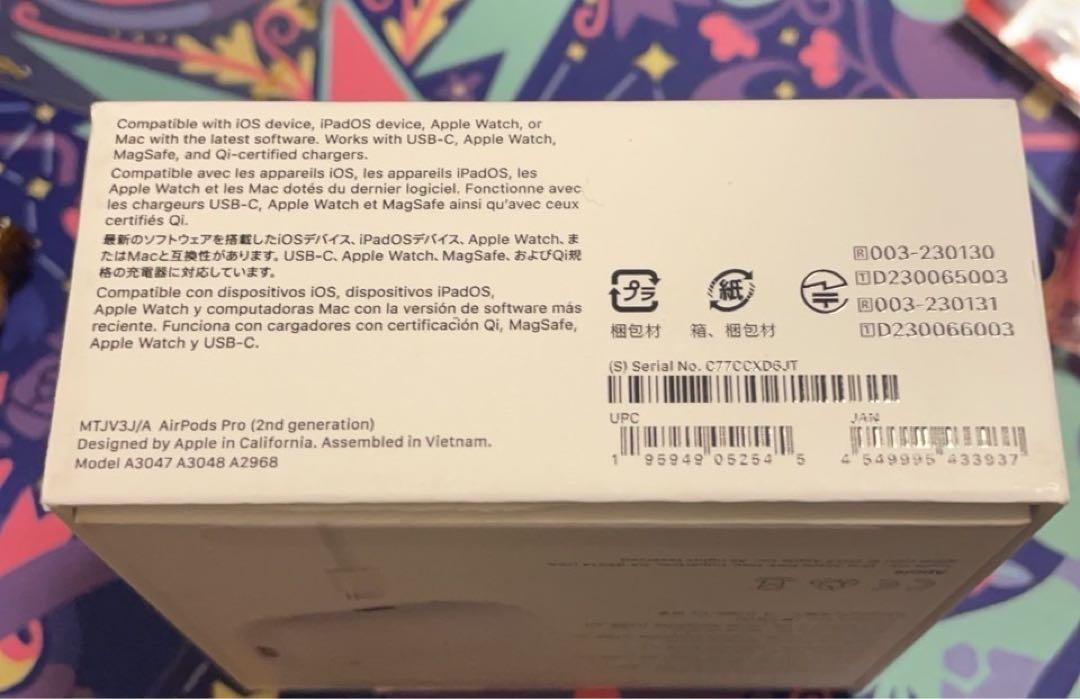 Compatible with iOS device, iPadOS device, Apple Watch, or
Mac with the latest software. Works with USB-C, Apple Watch,
MagSafe, and Qi-certified chargers.
Compatible avec les appareils iOS, les appareils iPadOS, les
Apple Watch et les Mac dotés du dernier logiciel. Fonctionne avec
les chargeurs USB-C, Apple Watch et MagSafe ainsi qu'avec ceux
certifiés Qi.
最新のソフトウェアを搭載したiOSデバイス、iPadOSデバイス、Apple Watch、ま
たはMacと互換性があります。USB-C、Apple Watch、MagSafe、およびQi規
格の充電器に対応しています。
Compatible con dispositivos iOS, dispositivos iPadOS,
Apple Watch y computadoras Mac con la versión de software más
reciente. Funciona con cargadores con certificación Qi, MagSafe,
Apple Watch y USB-C.
MTJV3J/A AirPods Pro (2nd generation)
Designed by Apple in California. Assembled in Vietnam.
Model A3047 A3048 A2968
プラ
梱包材
紙
箱、梱包材
R 003-230130
T D230065003
R 003-230131
T D230066003
(S) Serial No. C77CCXD6JT
UPC
1 95949 05254 5
JAN
4 549995 433937